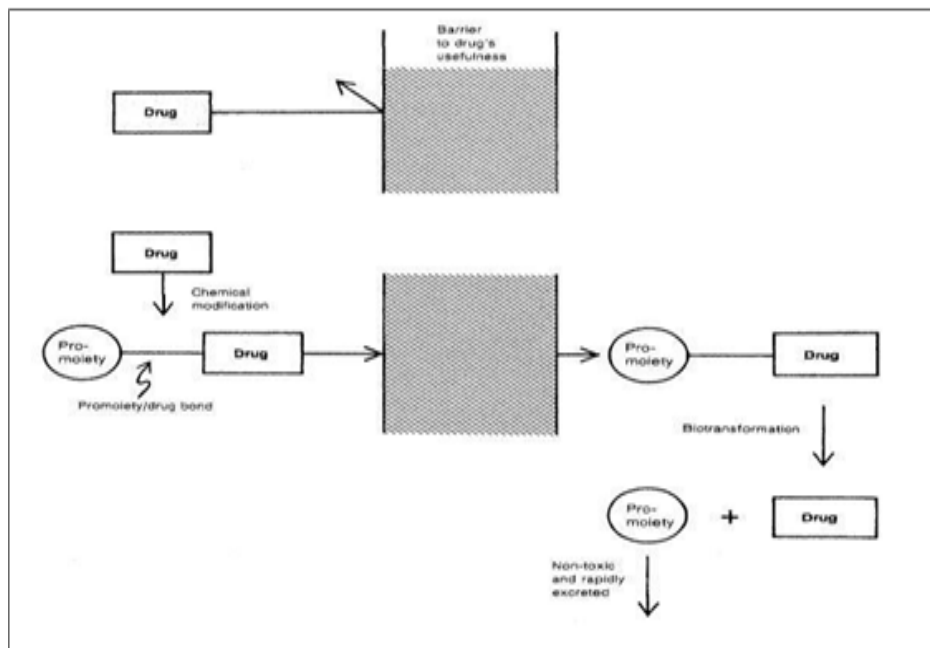 Barrier
to drug's
usefulness
Drug
Drug
Chemical
modification
Pro-
moiety
Drug
Promoiety/drug bond
Pro-
moiety
Drug
Biotransformation
Pro-
moiety
+
Drug
Non-toxic
and rapidly
excreted